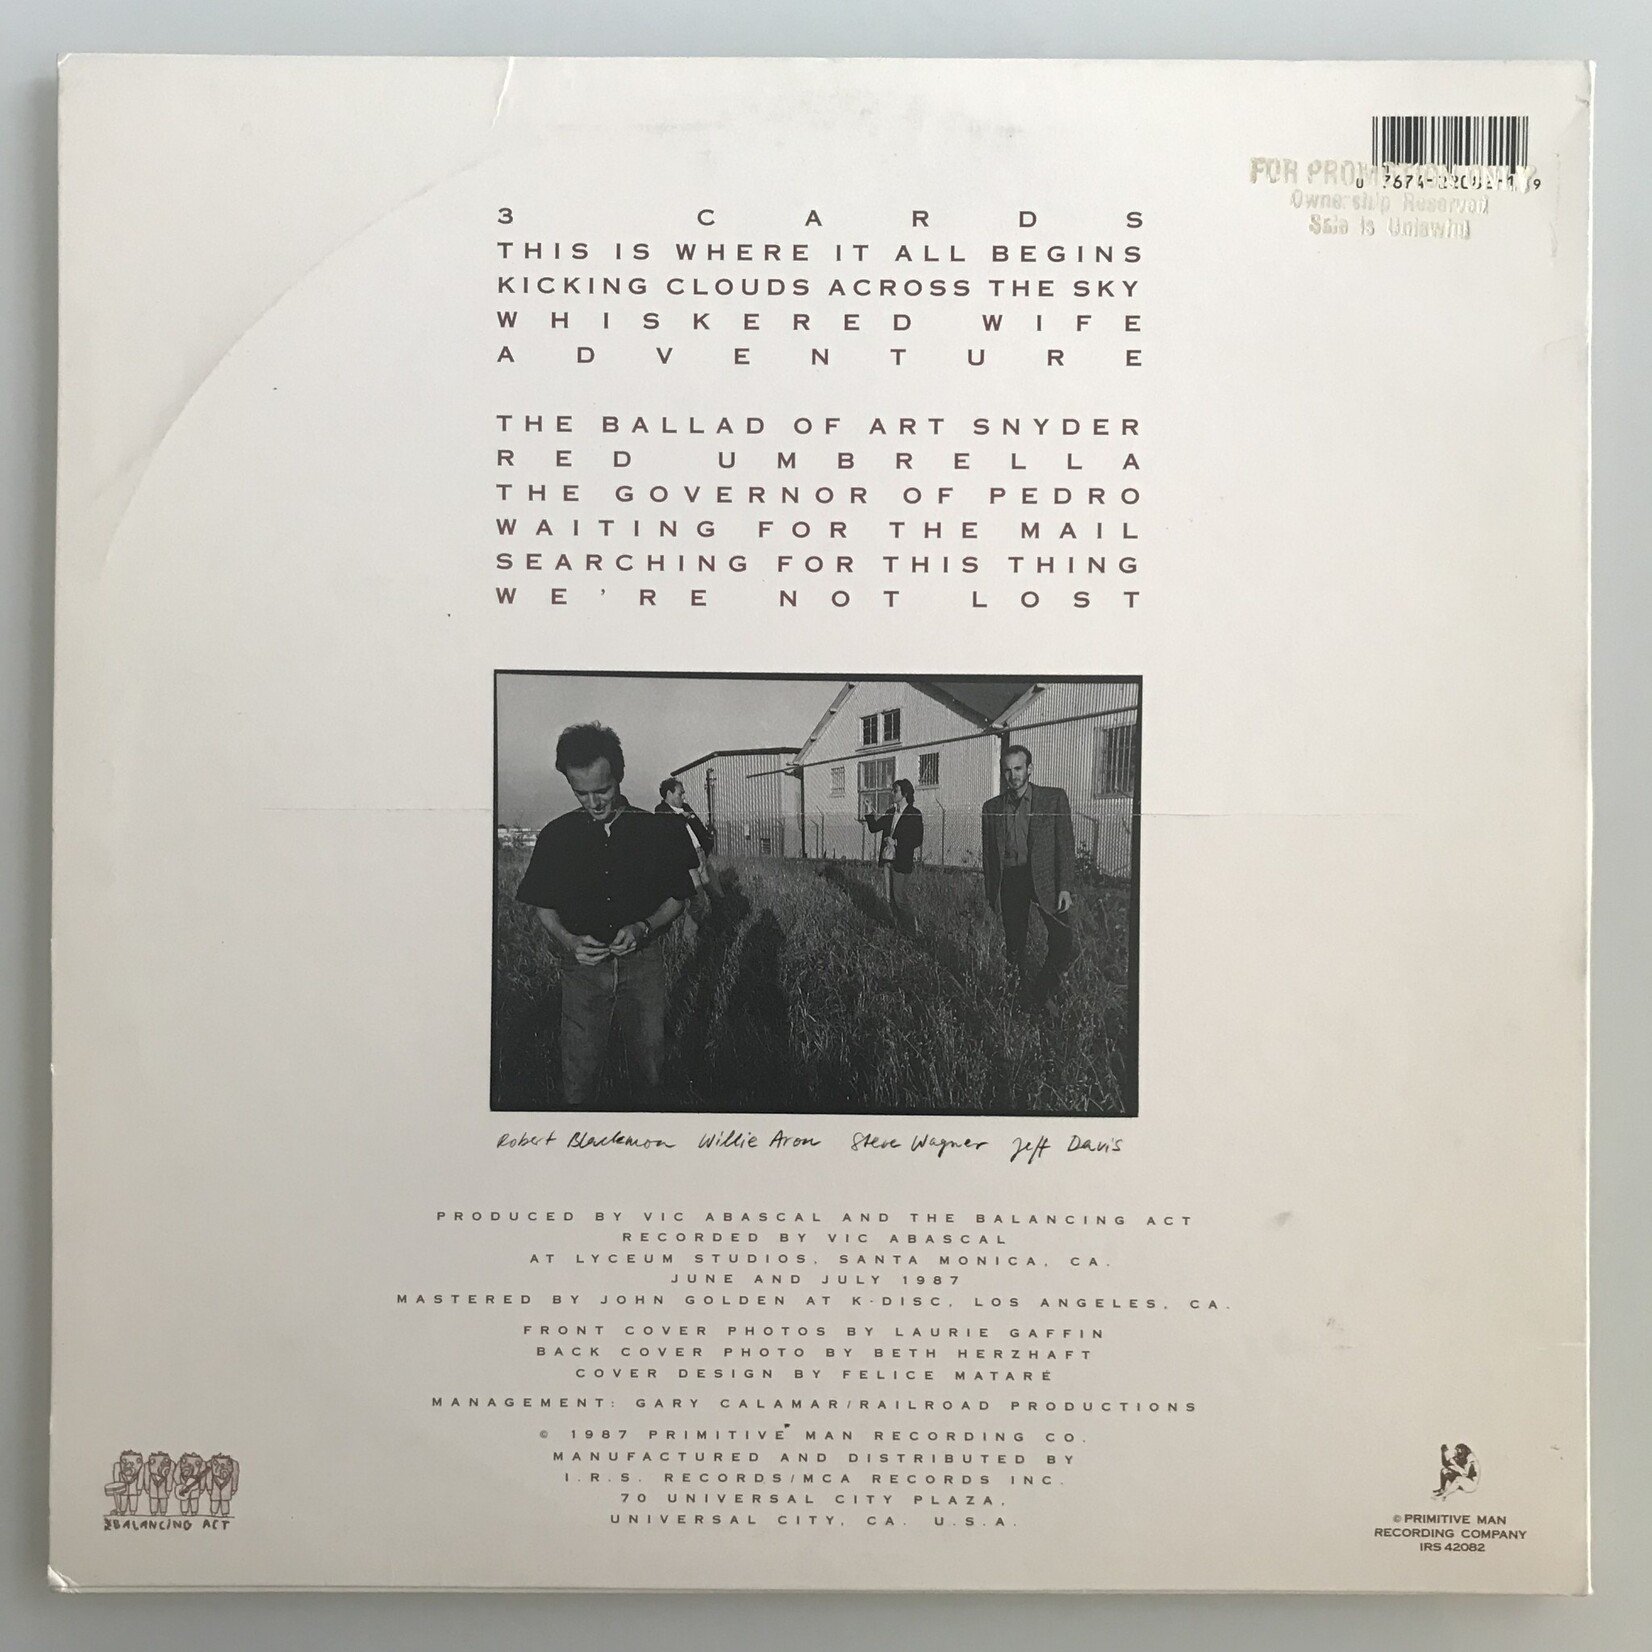 FOR PROMOTION ONLY
Ownership Reserved
Sale Is Unlawful
3 CARDS
THIS IS WHERE IT ALL BEGINS
KICKING CLOUDS ACROSS THE SKY
WHISKERED WIFE
ADVENTURE
THE BALLAD OF ART SNYDER
RED UMBRELLA
THE GOVERNOR OF PEDRO
WAITING FOR THE MAIL
SEARCHING FOR THIS THING
WE'RE NOT LOST
Robert Blackmon Willie Aron Steve Wagner Jeff Davis
PRODUCED BY VIC ABASCAL AND THE BALANCING ACT
RECORDED BY VIC ABASCAL
AT LYCEUM STUDIOS, SANTA MONICA, CA.
JUNE AND JULY 1987
MASTERED BY JOHN GOLDEN AT K-DISC, LOS ANGELES, CA.
FRONT COVER PHOTOS BY LAURIE GAFFIN
BACK COVER PHOTO BY BETH HERZHAFT
COVER DESIGN BY FELICE MATARÉ
MANAGEMENT: GARY CALAMAR/RAILROAD PRODUCTIONS
© 1987 PRIMITIVE MAN RECORDING CO.
MANUFACTURED AND DISTRIBUTED BY
I.R.S. RECORDS/MCA RECORDS INC.
70 UNIVERSAL CITY PLAZA,
UNIVERSAL CITY, CA. U.S.A.
THE BALANCING ACT
© PRIMITIVE MAN
RECORDING COMPANY
IRS 42082